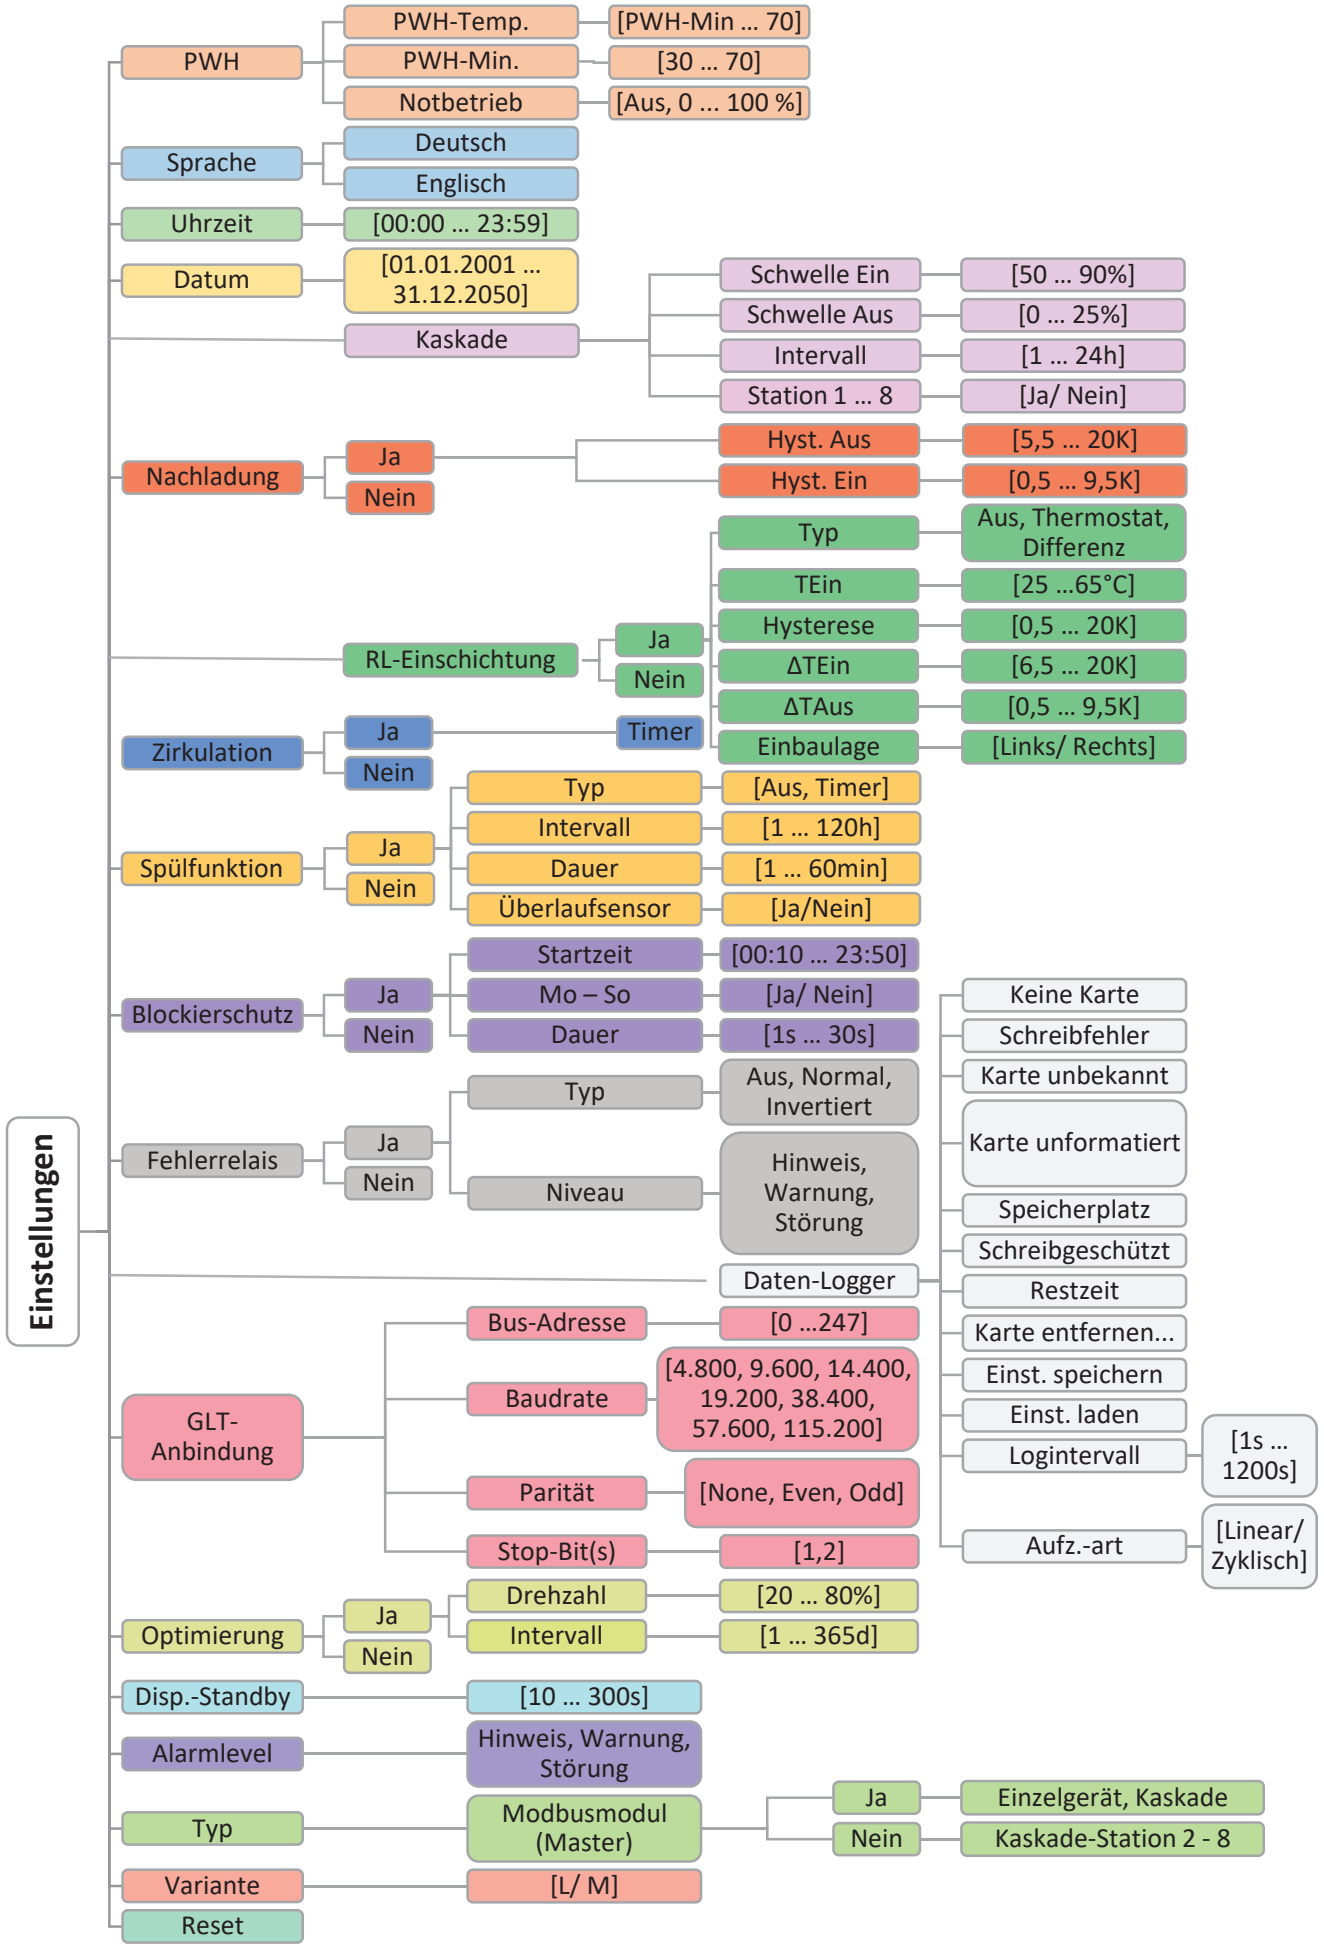 Einstellungen
PWH
PWH-Temp.
[PWH-Min ... 70]
PWH-Min.
[30 ... 70]
Notbetrieb
[Aus, 0 ... 100 %]
Sprache
Deutsch
Englisch
Uhrzeit
[00:00 ... 23:59]
Datum
[01.01.2001 ...
31.12.2050]
Kaskade
Schwelle Ein
[50 ... 90%]
Schwelle Aus
[0 ... 25%]
Intervall
[1 ... 24h]
Station 1 ... 8
[Ja/ Nein]
Nachladung
Ja
Nein
Hyst. Aus
[5,5 ... 20K]
Hyst. Ein
[0,5 ... 9,5K]
RL-Einschichtung
Ja
Nein
Typ
Aus, Thermostat,
Differenz
TEin
[25 ...65°C]
Hysterese
[0,5 ... 20K]
ΔTEin
[6,5 ... 20K]
ΔTAus
[0,5 ... 9,5K]
Einbaulage
[Links/ Rechts]
Zirkulation
Ja
Nein
Timer
Spülfunktion
Ja
Nein
Typ
[Aus, Timer]
Intervall
[1 ... 120h]
Dauer
[1 ... 60min]
Überlaufsensor
[Ja/Nein]
Blockierschutz
Ja
Nein
Startzeit
[00:10 ... 23:50]
Mo – So
[Ja/ Nein]
Dauer
[1s ... 30s]
Fehlerrelais
Ja
Nein
Typ
Aus, Normal,
Invertiert
Niveau
Hinweis,
Warnung,
Störung
Daten-Logger
Keine Karte
Schreibfehler
Karte unbekannt
Karte unformatiert
Speicherplatz
Schreibgeschützt
Restzeit
Karte entfernen...
Einst. speichern
Einst. laden
Logintervall
[1s ...
1200s]
Aufz.-art
[Linear/
Zyklisch]
GLT-
Anbindung
Bus-Adresse
[0 ...247]
Baudrate
[4.800, 9.600, 14.400,
19.200, 38.400,
57.600, 115.200]
Parität
[None, Even, Odd]
Stop-Bit(s)
[1,2]
Optimierung
Ja
Nein
Drehzahl
[20 ... 80%]
Intervall
[1 ... 365d]
Disp.-Standby
[10 ... 300s]
Alarmlevel
Hinweis, Warnung,
Störung
Typ
Modbusmodul
(Master)
Ja
Einzelgerät, Kaskade
Nein
Kaskade-Station 2 - 8
Variante
[L/ M]
Reset